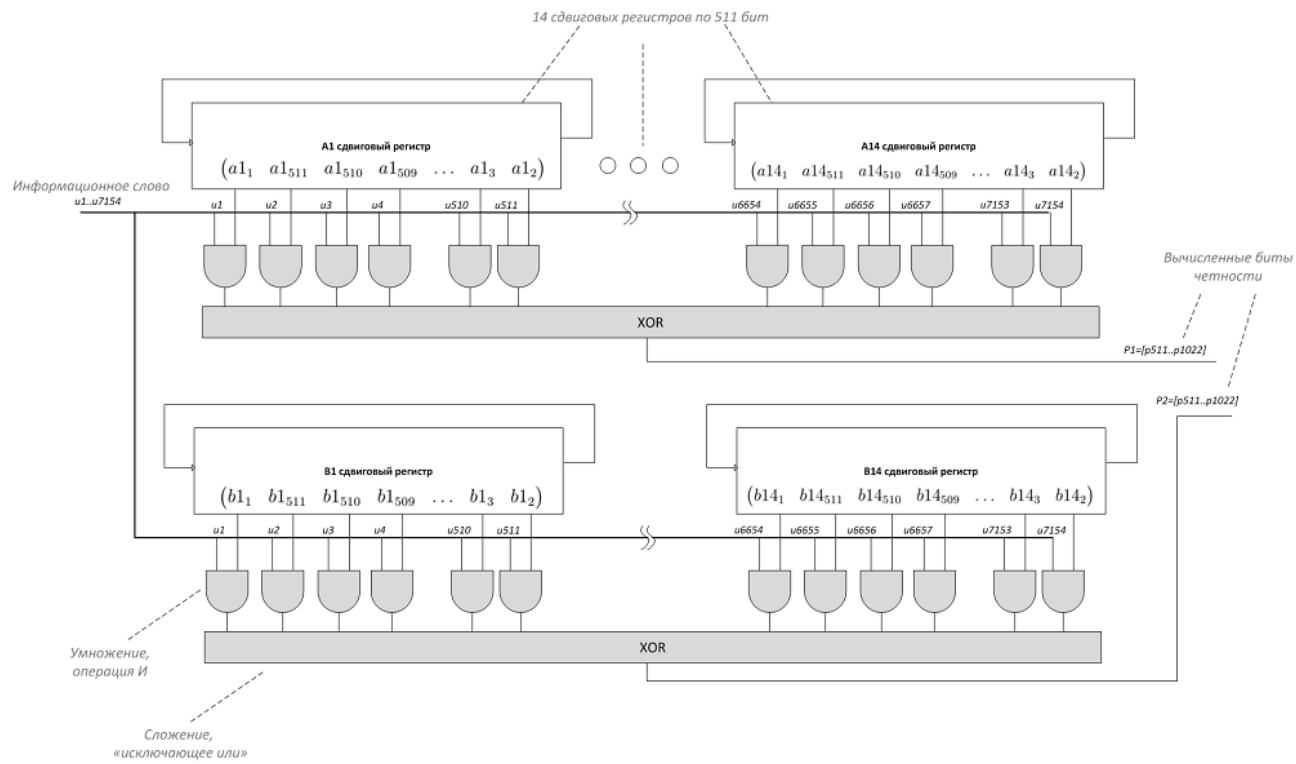 14 сдвиговых регистров по 511 бит
А1 сдвиговый регистр
(a1₁ a1₅₁₁ a1₅₁₀ a1₅₀₉ ... a1₃ a1₂)
А14 сдвиговый регистр
(a14₁ a14₅₁₁ a14₅₁₀ a14₅₀₉ ... a14₃ a14₂)
Информационное слово
u1..u7154
u1 u2 u3 u4 u510 u511 u6654 u6655 u6656 u6657 u7153 u7154
XOR
Вычисленные биты
четности
P1=[p511..p1022]
P2=[p511..p1022]
В1 сдвиговый регистр
(b1₁ b1₅₁₁ b1₅₁₀ b1₅₀₉ ... b1₃ b1₂)
В14 сдвиговый регистр
(b14₁ b14₅₁₁ b14₅₁₀ b14₅₀₉ ... b14₃ b14₂)
u1 u2 u3 u4 u510 u511 u6654 u6655 u6656 u6657 u7153 u7154
XOR
Умножение,
операция И
Сложение,
«исключающее или»